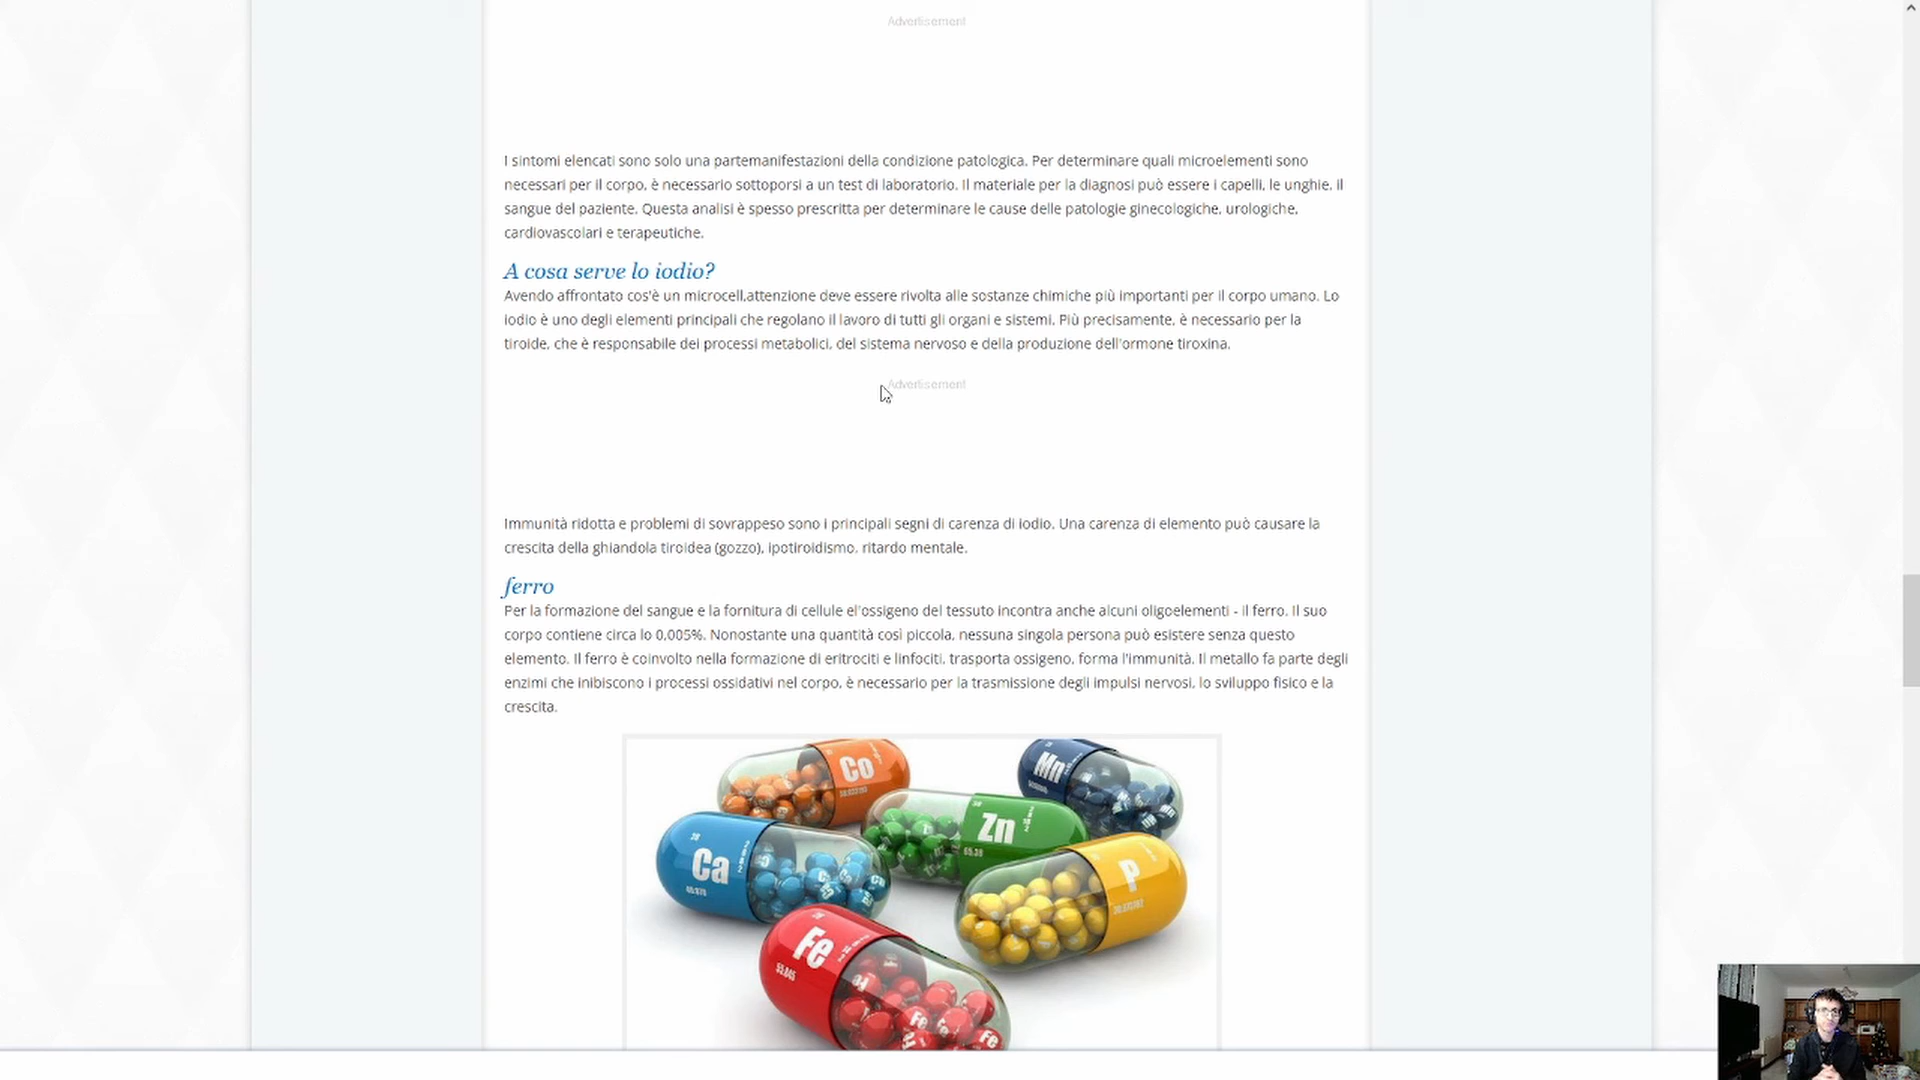 Advertisement
I sintomi elencati sono solo una partemanifestazioni della condizione patologica. Per determinare quali microelementi sono
necessari per il corpo, è necessario sottoporsi a un test di laboratorio. Il materiale per la diagnosi può essere i capelli, le unghie, il
sangue del paziente. Questa analisi è spesso prescritta per determinare le cause delle patologie ginecologiche, urologiche,
cardiovascolari e terapeutiche.
A cosa serve lo iodio?
Avendo affrontato cos'è un microcell,attenzione deve essere rivolta alle sostanze chimiche più importanti per il corpo umano. Lo
iodio è uno degli elementi principali che regolano il lavoro di tutti gli organi e sistemi. Più precisamente, è necessario per la
tiroide, che è responsabile dei processi metabolici, del sistema nervoso e della produzione dell'ormone tiroxina.
Advertisement
Immunità ridotta e problemi di sovrappeso sono i principali segni di carenza di iodio. Una carenza di elemento può causare la
crescita della ghiandola tiroidea (gozzo), ipotiroidismo, ritardo mentale.
ferro
Per la formazione del sangue e la fornitura di cellule el'ossigeno del tessuto incontra anche alcuni oligoelementi - il ferro. Il suo
corpo contiene circa lo 0,005%. Nonostante una quantità così piccola, nessuna singola persona può esistere senza questo
elemento. Il ferro è coinvolto nella formazione di eritrociti e linfociti, trasporta ossigeno, forma l'immunità. Il metallo fa parte degli
enzimi che inibiscono i processi ossidativi nel corpo, è necessario per la trasmissione degli impulsi nervosi, lo sviluppo fisico e la
crescita.
Co
Mn
Zn
65.39
Ca
P
Fe
55.845